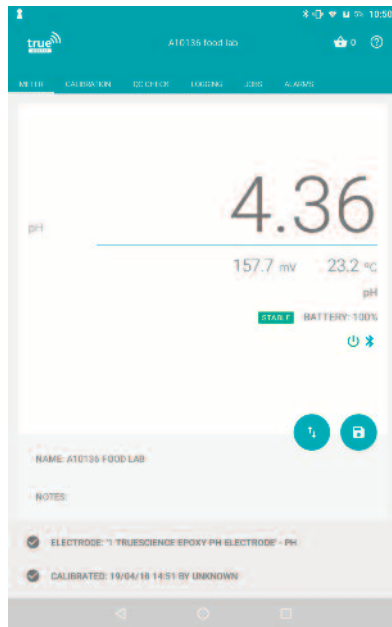 10:50
true
A10136 food lab
0
METER CALIBRATION QC CHECK LOGGING JOBS ALARMS
4.36
pH
157.7 mV 23.2 ºC
pH
STABLE BATTERY: 100%
NAME: A10136 FOOD LAB
NOTES:
ELECTRODE: '1 TRUESCIENCE EPOXY PH ELECTRODE' - PH
CALIBRATED: 19/04/18 14:51 BY UNKNOWN